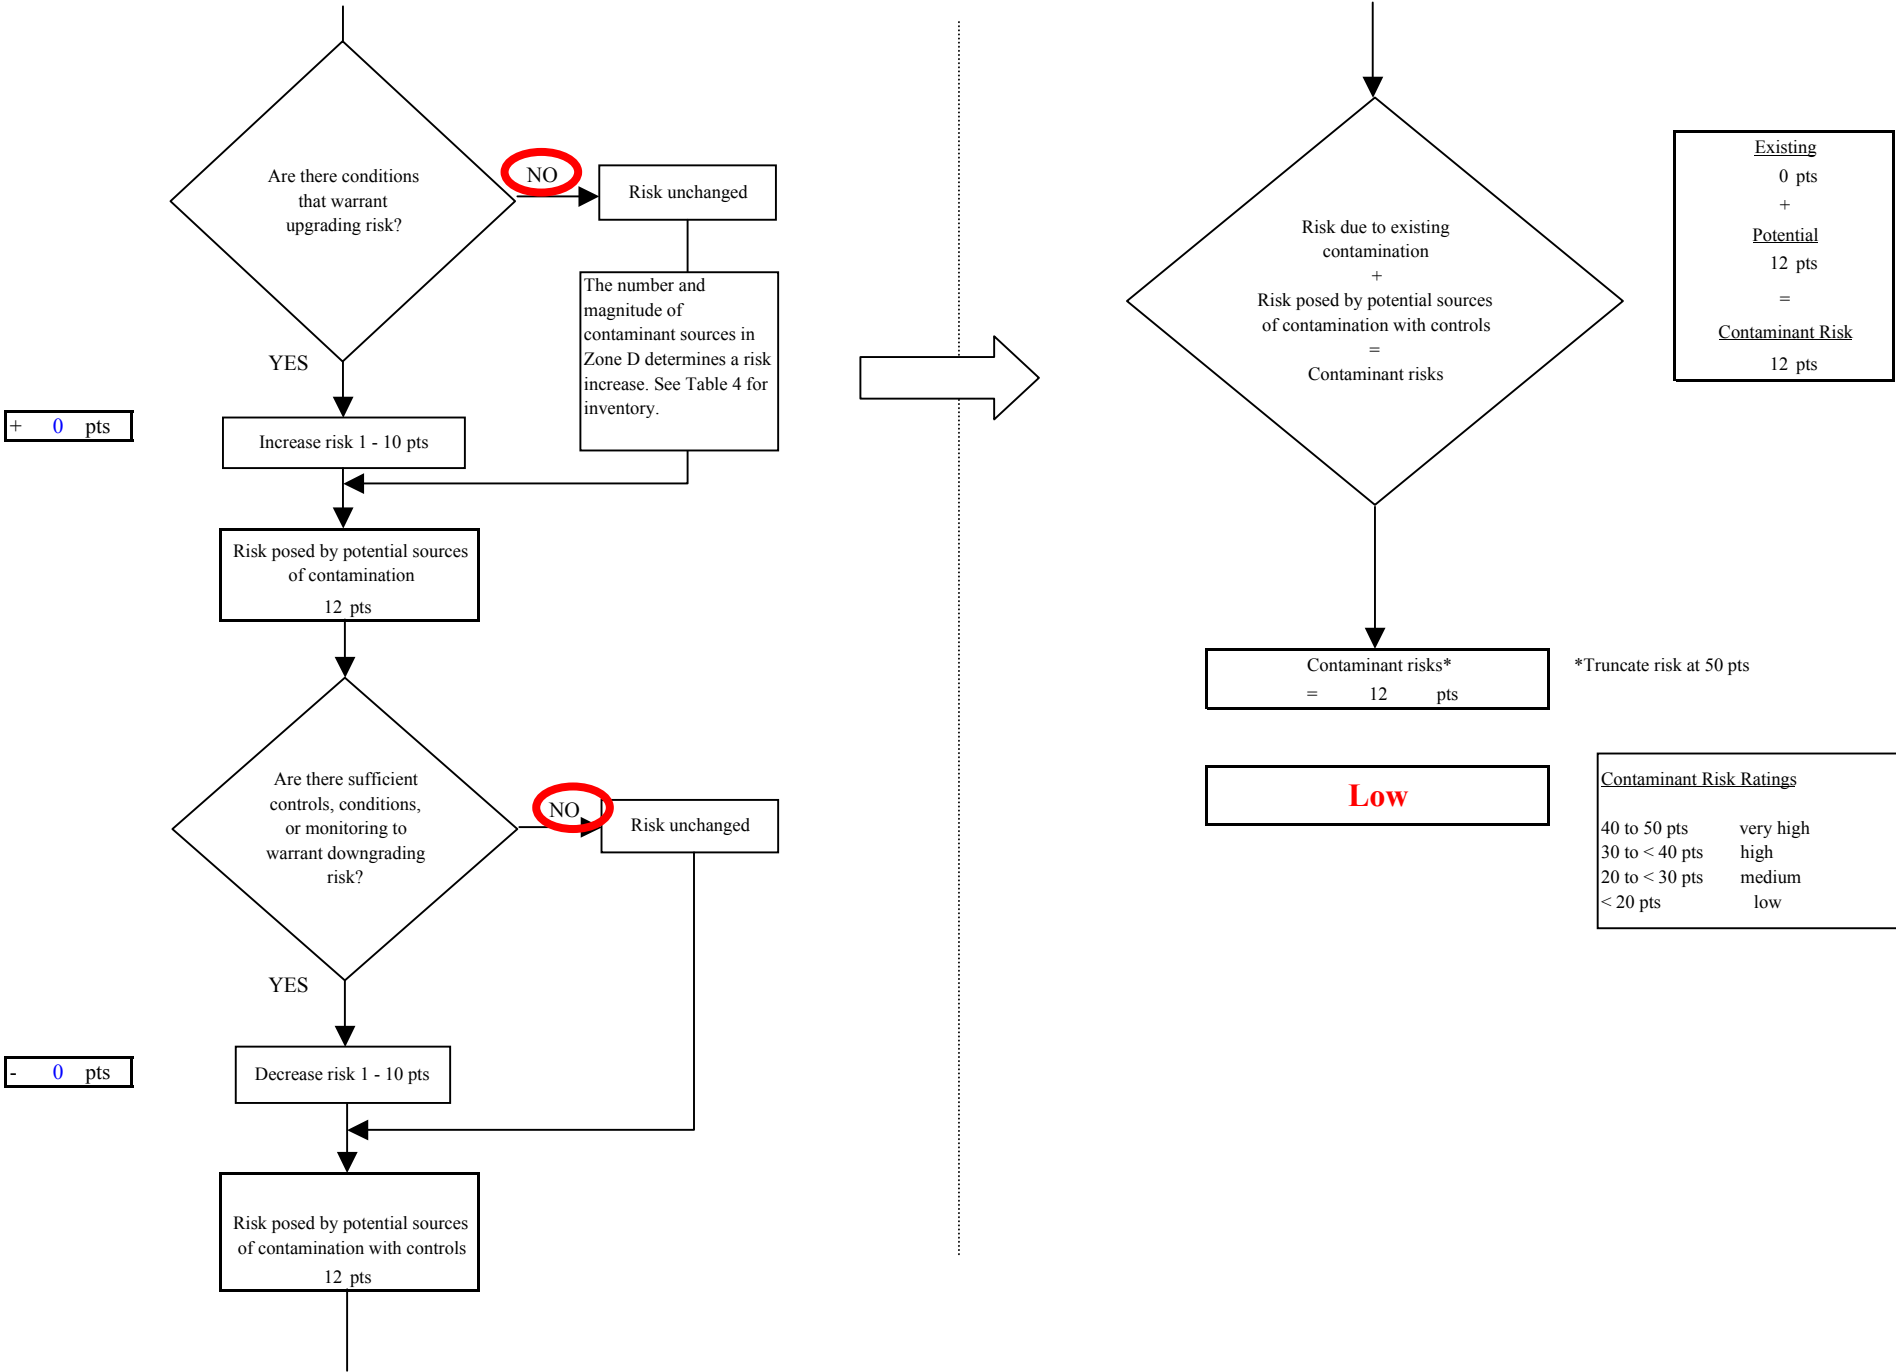 Are there conditions
that warrant
upgrading risk?
NO
Risk unchanged
The number and
magnitude of
contaminant sources in
Zone D determines a risk
increase. See Table 4 for
inventory.
YES
+ 0 pts
Increase risk 1 - 10 pts
Risk posed by potential sources
of contamination
12 pts
Are there sufficient
controls, conditions,
or monitoring to
warrant downgrading
risk?
NO
Risk unchanged
YES
- 0 pts
Decrease risk 1 - 10 pts
Risk posed by potential sources
of contamination with controls
12 pts
Risk due to existing
contamination
+
Risk posed by potential sources
of contamination with controls
=
Contaminant risks
Existing
0 pts
+
Potential
12 pts
=
Contaminant Risk
12 pts
Contaminant risks*
= 12 pts
*Truncate risk at 50 pts
Low
Contaminant Risk Ratings
40 to 50 pts very high
30 to < 40 pts high
20 to < 30 pts medium
< 20 pts low